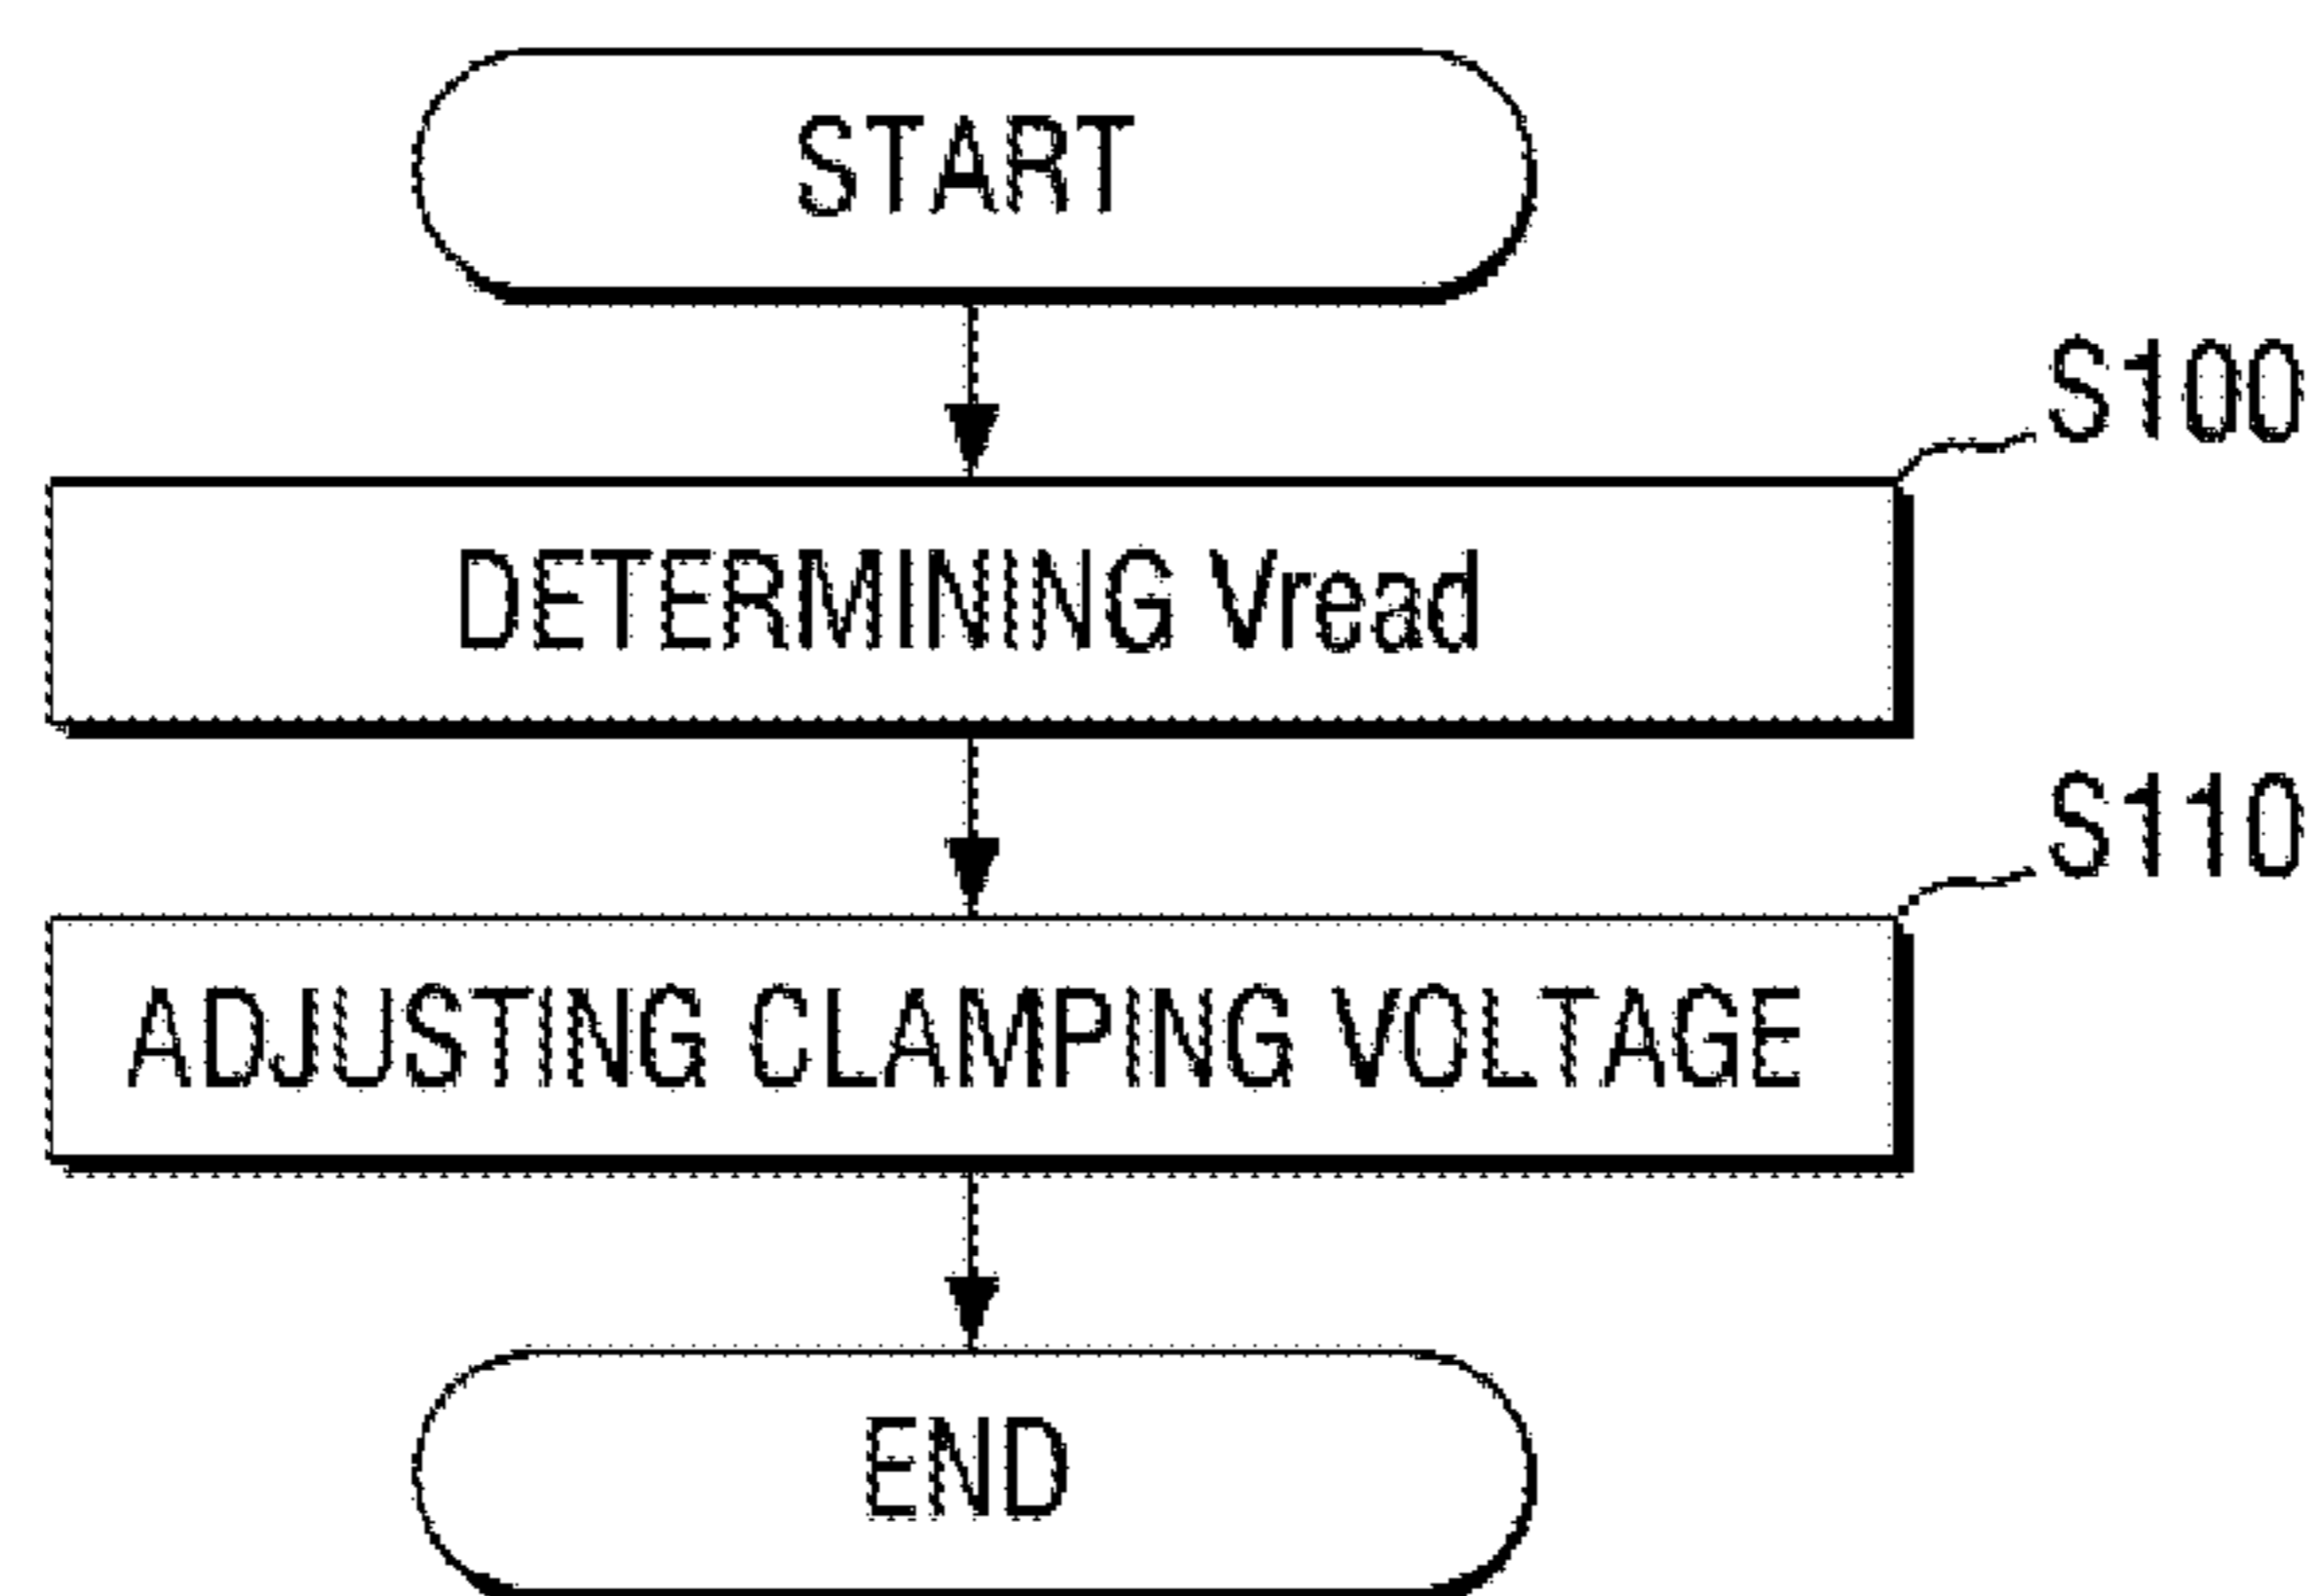 START
S100
DETERMINING Vread
S110
ADJUSTING CLAMPING VOLTAGE
END